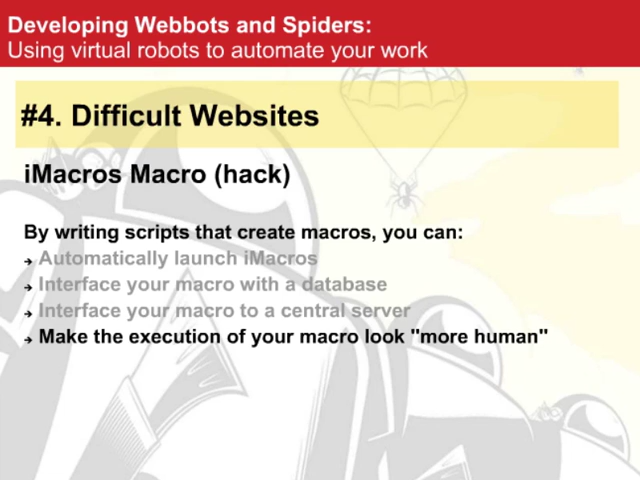 Developing Webbots and Spiders:
Using virtual robots to automate your work
#4. Difficult Websites
iMacros Macro (hack)
By writing scripts that create macros, you can:
→ Automatically launch iMacros
→ Interface your macro with a database
→ Interface your macro to a central server
→ Make the execution of your macro look "more human"